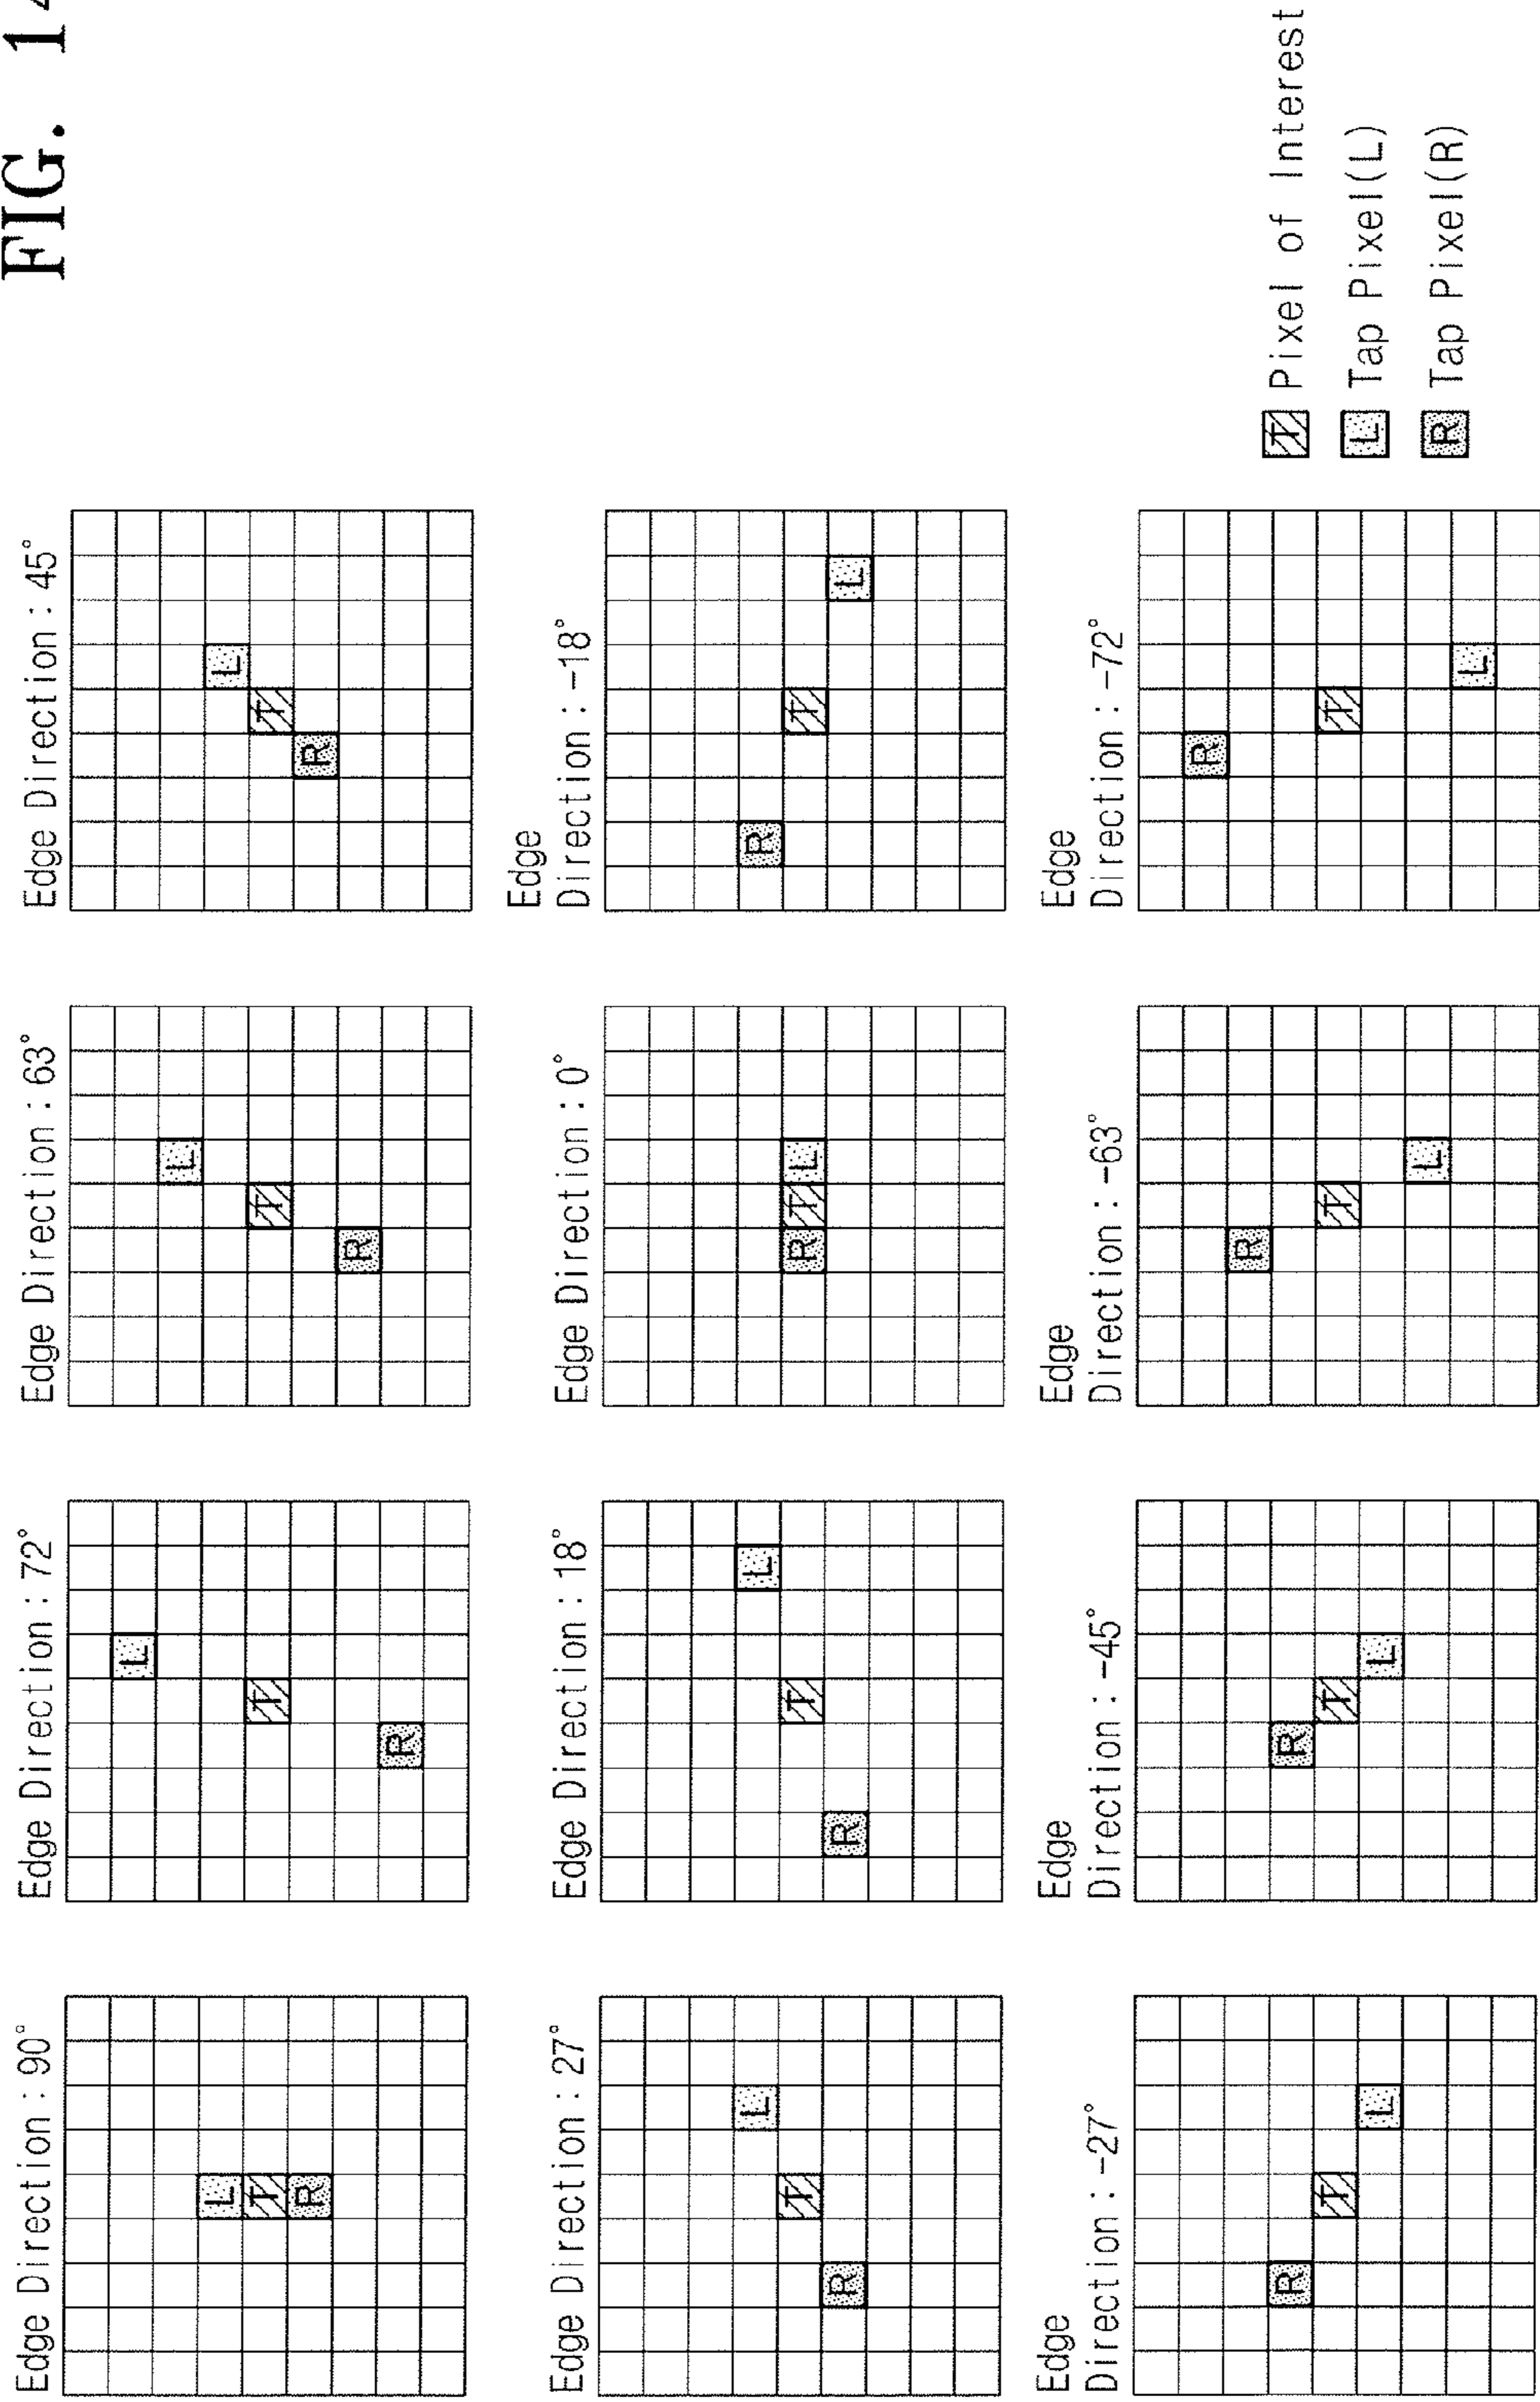 FIG. 14
Edge Direction : 90°
L
T
R
Edge Direction : 72°
L
T
R
Edge Direction : 63°
L
T
R
Edge Direction : 45°
L
T
R
Edge Direction : 27°
L
T
R
Edge Direction : 18°
L
T
R
Edge Direction : 0°
R T L
Edge
Direction : -18°
R
T
L
Edge
Direction : -27°
R
T
L
Edge
Direction : -45°
R
T
L
Edge
Direction : -63°
R
T
L
Edge
Direction : -72°
R
T
L
T Pixel of Interest
L Tap Pixel(L)
R Tap Pixel(R)